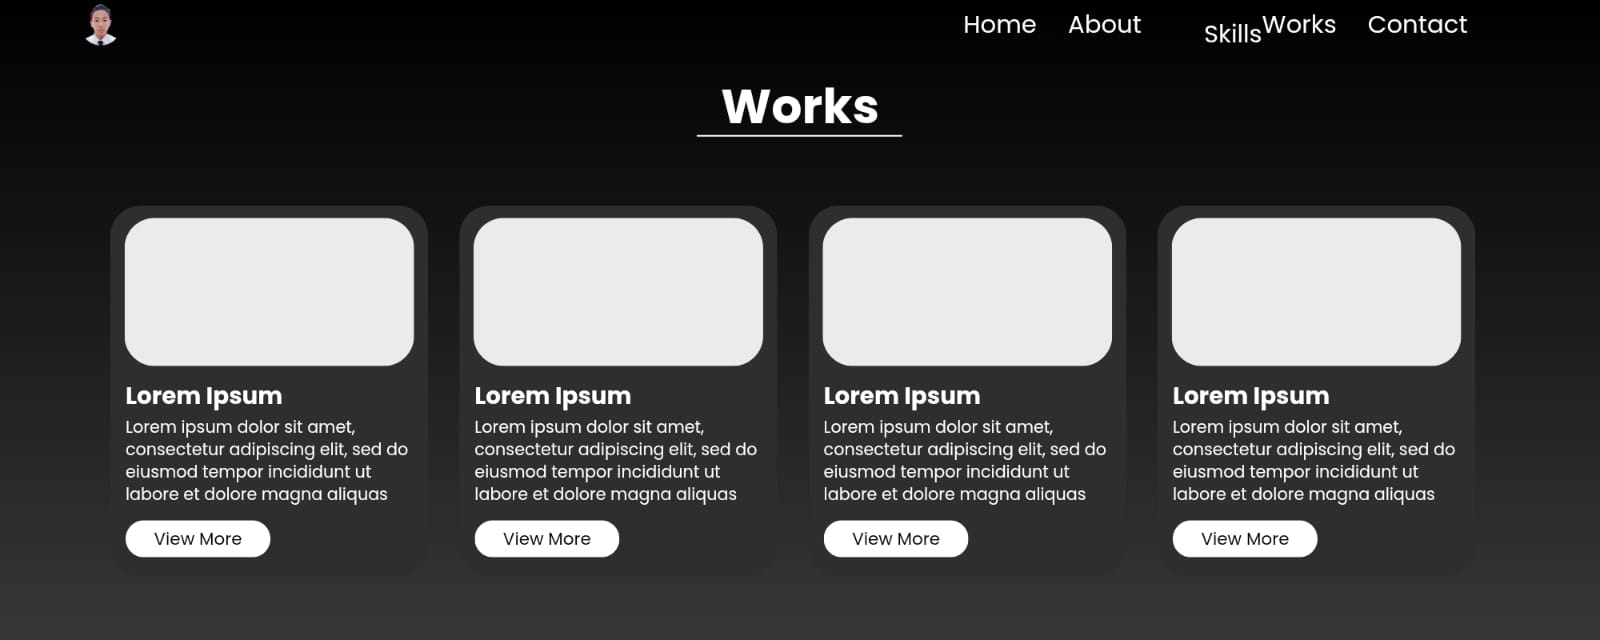 Home About Skills Works Contact
Works
Lorem Ipsum
Lorem ipsum dolor sit amet,
consectetur adipiscing elit, sed do
eiusmod tempor incididunt ut
labore et dolore magna aliquas
View More
Lorem Ipsum
Lorem ipsum dolor sit amet,
consectetur adipiscing elit, sed do
eiusmod tempor incididunt ut
labore et dolore magna aliquas
View More
Lorem Ipsum
Lorem ipsum dolor sit amet,
consectetur adipiscing elit, sed do
eiusmod tempor incididunt ut
labore et dolore magna aliquas
View More
Lorem Ipsum
Lorem ipsum dolor sit amet,
consectetur adipiscing elit, sed do
eiusmod tempor incididunt ut
labore et dolore magna aliquas
View More